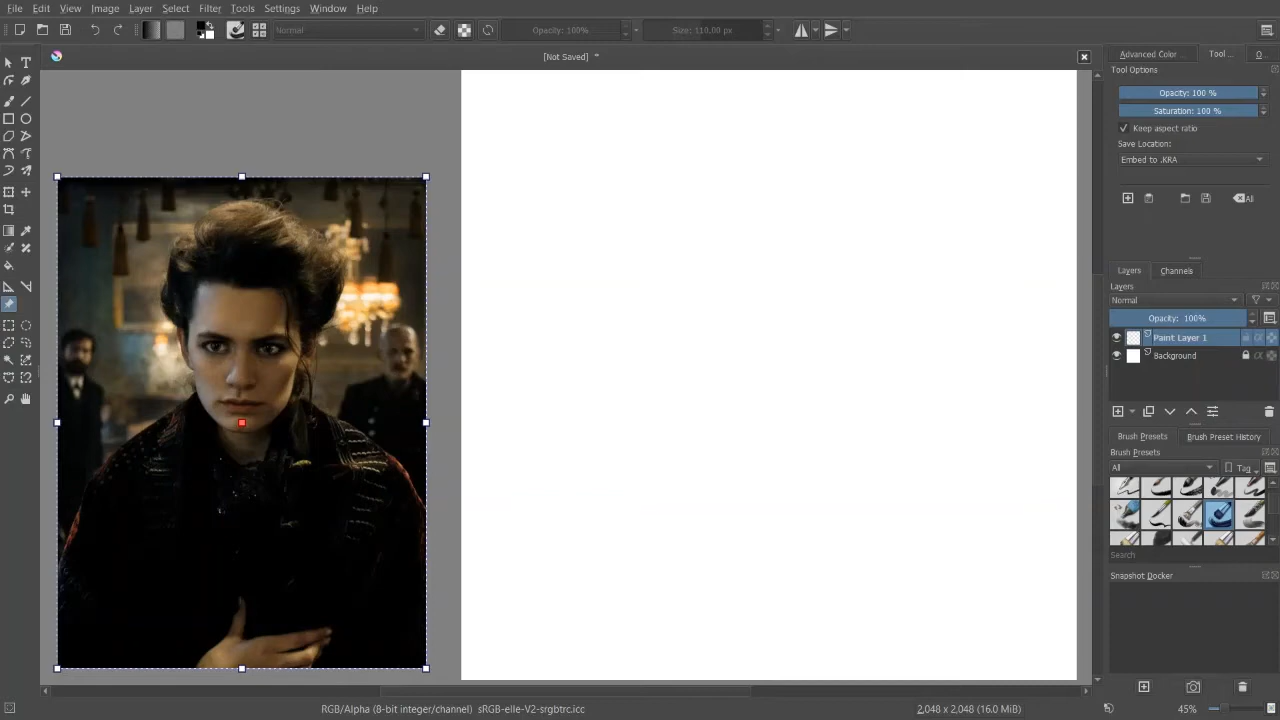 File Edit View Image Layer Select Filter Tools Settings Window Help
Normal Opacity: 100% Size: 110.00 px
[Not Saved] *
Advanced Color ... Tool ... O...
Tool Options
Opacity: 100 %
Saturation: 100 %
Keep aspect ratio
Save Location:
Embed to .KRA
All
Layers Channels
Layers
Normal
Opacity: 100%
Paint Layer 1
Background
Brush Presets Brush Preset History
Brush Presets
All Tag
Search
Snapshot Docker
RGB/Alpha (8-bit integer/channel) sRGB-elle-V2-srgbtrc.icc 2,048 x 2,048 (16.0 MiB) 45%